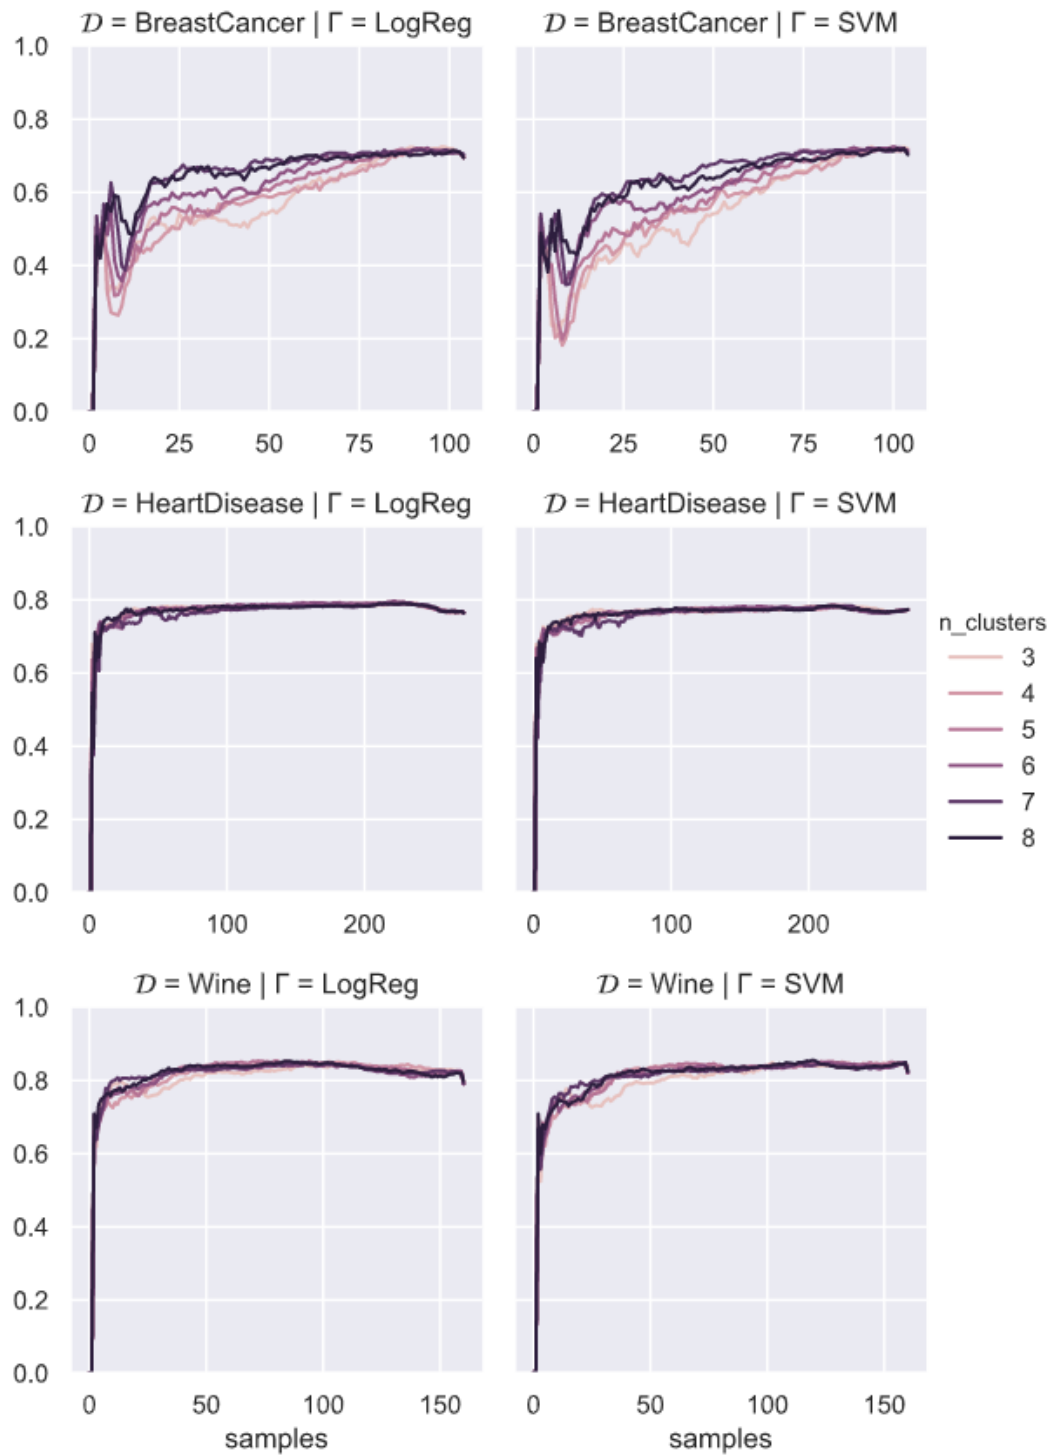 𝒟 = BreastCancer | Γ = LogReg
𝒟 = BreastCancer | Γ = SVM
1.0
0.8
0.6
0.4
0.2
0.0
0 25 50 75 100
0 25 50 75 100
𝒟 = HeartDisease | Γ = LogReg
𝒟 = HeartDisease | Γ = SVM
1.0
0.8
0.6
0.4
0.2
0.0
0 100 200
0 100 200
n_clusters
3
4
5
6
7
8
𝒟 = Wine | Γ = LogReg
𝒟 = Wine | Γ = SVM
1.0
0.8
0.6
0.4
0.2
0.0
0 50 100 150
0 50 100 150
samples
samples